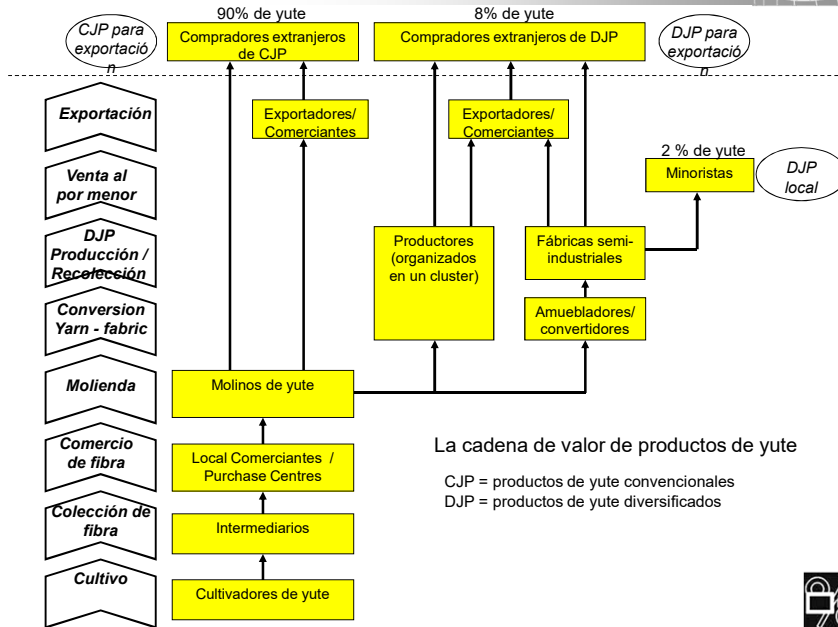 90% de yute
8% de yute
CJP para
exportació
n
Compradores extranjeros
de CJP
Compradores extranjeros de DJP
DJP para
exportació
n
Exportación
Exportadores/
Comerciantes
Exportadores/
Comerciantes
2 % de yute
Venta al
por menor
Minoristas
DJP
local
DJP
Producción /
Recolección
Productores
(organizados
en un cluster)
Fábricas semi-
industriales
Conversion
Yarn - fabric
Amuebladores/
convertidores
Molienda
Molinos de yute
Comercio
de fibra
Local Comerciantes /
Purchase Centres
La cadena de valor de productos de yute
CJP = productos de yute convencionales
DJP = productos de yute diversificados
Colección de
fibra
Intermediarios
Cultivo
Cultivadores de yute